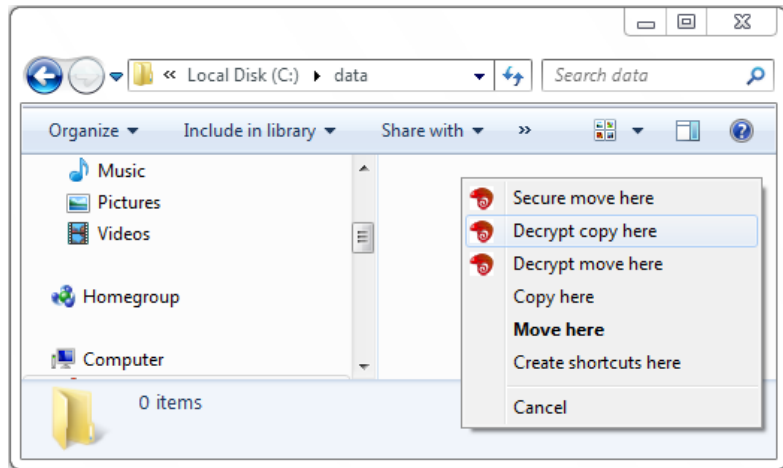 « Local Disk (C:) data Search data
Organize Include in library Share with »
Music
Pictures
Videos
Homegroup
Computer
0 items
Secure move here
Decrypt copy here
Decrypt move here
Copy here
Move here
Create shortcuts here
Cancel